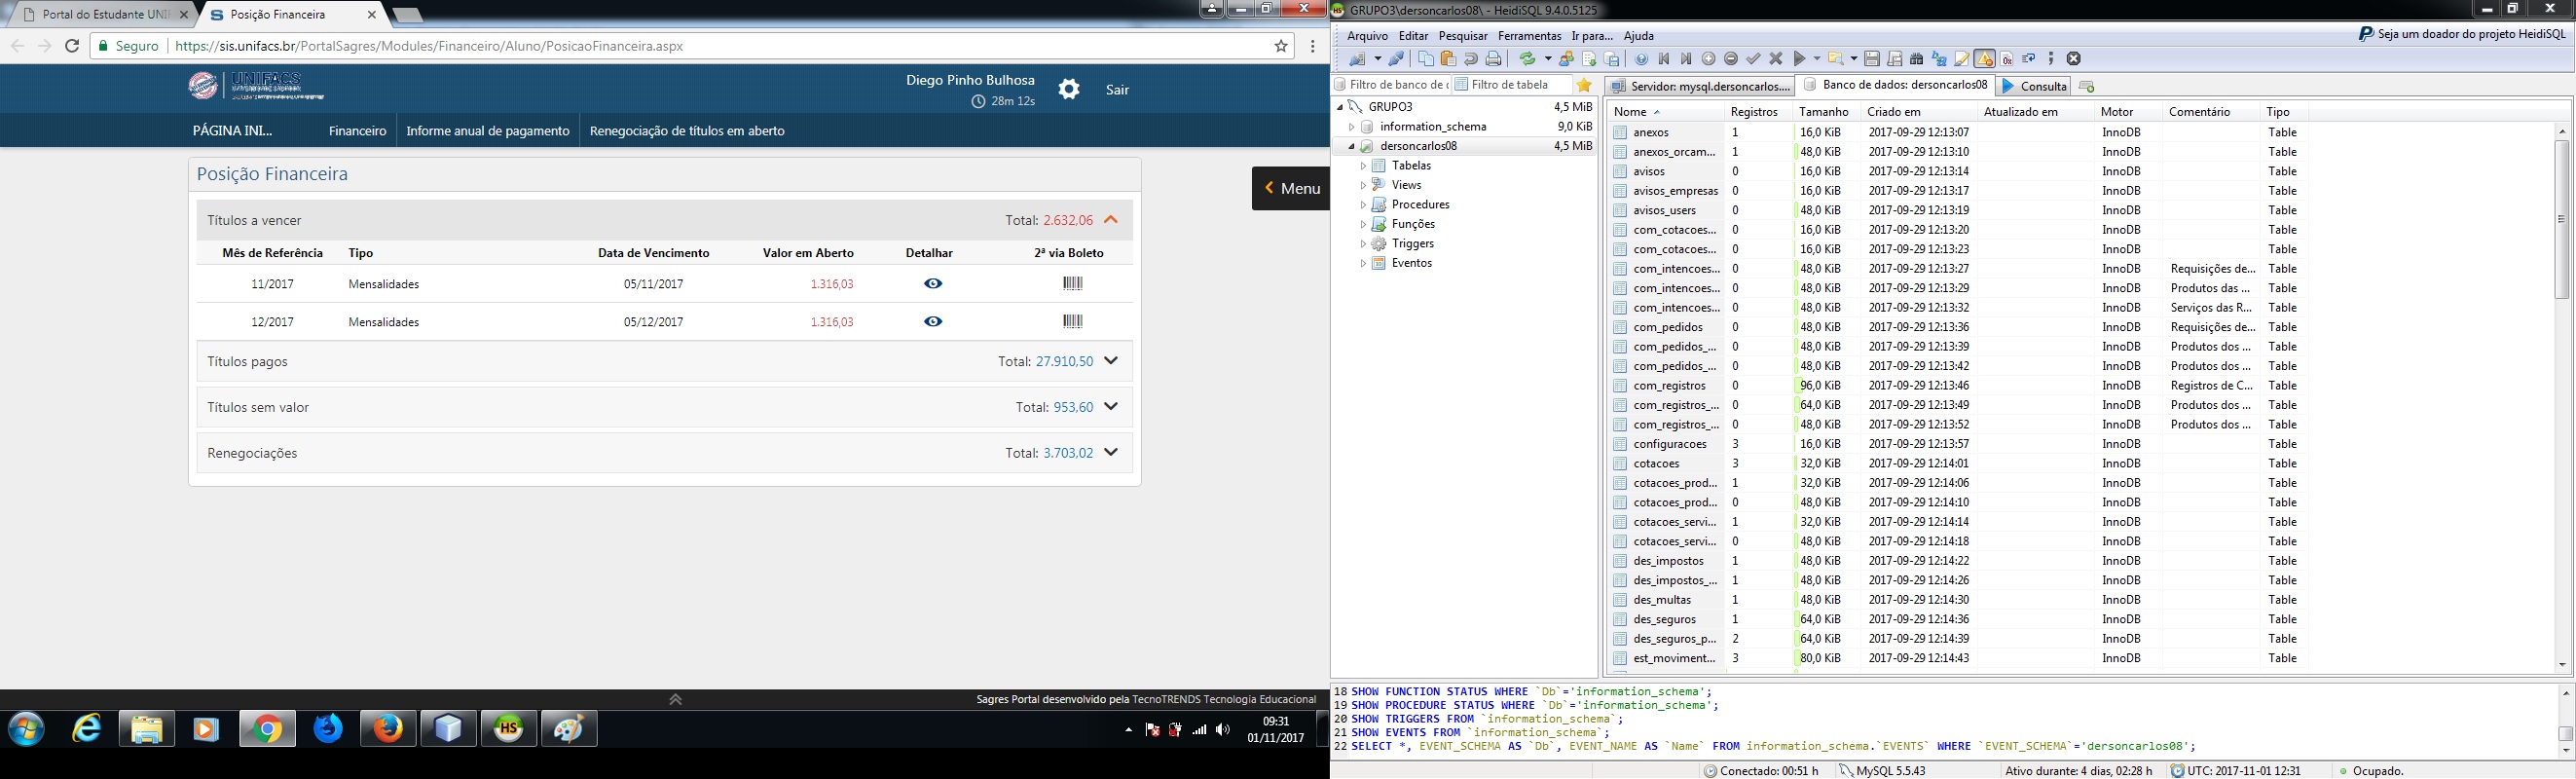 Portal do Estudante UNI
Posição Financeira
Seguro
https://sis.unifacs.br/PortalSagres/Modules/Financeiro/Aluno/PosicaoFinanceira.aspx
UNIFACS
Diego Pinho Bulhosa
28m 12s
Sair
PÁGINA INI...
Financeiro
Informe anual de pagamento
Renegociação de títulos em aberto
Menu
Posição Financeira
Títulos a vencer Total: 2.632,06
Mês de Referência Tipo Data de Vencimento Valor em Aberto Detalhar 2ª via Boleto
11/2017 Mensalidades 05/11/2017 1.316,03
12/2017 Mensalidades 05/12/2017 1.316,03
Títulos pagos Total: 27.910,50
Títulos sem valor Total: 953,60
Renegociações Total: 3.703,02
Sagres Portal desenvolvido pela TecnoTRENDS Tecnologia Educacional
HS
09:31
01/11/2017
GRUPO3\dersoncarlos08\ - HeidiSQL 9.4.0.5125
Arquivo Editar Pesquisar Ferramentas Ir para... Ajuda
Seja um doador do projeto HeidiSQL
Filtro de banco de c
Filtro de tabela
Servidor: mysql.dersoncarlos....
Banco de dados: dersoncarlos08
Consulta
GRUPO3 4,5 MiB
information_schema 9,0 KiB
dersoncarlos08 4,5 MiB
Tabelas
Views
Procedures
Funções
Triggers
Eventos
Nome Registros Tamanho Criado em Atualizado em Motor Comentário Tipo
anexos 1 16,0 KiB 2017-09-29 12:13:07 InnoDB Table
anexos_orcam... 1 48,0 KiB 2017-09-29 12:13:10 InnoDB Table
avisos 0 16,0 KiB 2017-09-29 12:13:14 InnoDB Table
avisos_empresas 0 16,0 KiB 2017-09-29 12:13:17 InnoDB Table
avisos_users 0 48,0 KiB 2017-09-29 12:13:19 InnoDB Table
com_cotacoes... 0 16,0 KiB 2017-09-29 12:13:20 InnoDB Table
com_cotacoes... 0 16,0 KiB 2017-09-29 12:13:23 InnoDB Table
com_intencoes... 0 48,0 KiB 2017-09-29 12:13:27 InnoDB Requisições de... Table
com_intencoes... 0 48,0 KiB 2017-09-29 12:13:29 InnoDB Produtos das ... Table
com_intencoes... 0 48,0 KiB 2017-09-29 12:13:32 InnoDB Serviços das R... Table
com_pedidos 0 48,0 KiB 2017-09-29 12:13:36 InnoDB Requisições de... Table
com_pedidos_... 0 48,0 KiB 2017-09-29 12:13:39 InnoDB Produtos dos ... Table
com_pedidos_... 0 48,0 KiB 2017-09-29 12:13:42 InnoDB Produtos dos ... Table
com_registros 0 96,0 KiB 2017-09-29 12:13:46 InnoDB Registros de C... Table
com_registros_... 0 64,0 KiB 2017-09-29 12:13:49 InnoDB Produtos dos ... Table
com_registros_... 0 48,0 KiB 2017-09-29 12:13:52 InnoDB Produtos dos ... Table
configuracoes 3 16,0 KiB 2017-09-29 12:13:57 InnoDB Table
cotacoes 3 32,0 KiB 2017-09-29 12:14:01 InnoDB Table
cotacoes_prod... 1 32,0 KiB 2017-09-29 12:14:06 InnoDB Table
cotacoes_prod... 0 48,0 KiB 2017-09-29 12:14:10 InnoDB Table
cotacoes_servi... 1 32,0 KiB 2017-09-29 12:14:14 InnoDB Table
cotacoes_servi... 0 48,0 KiB 2017-09-29 12:14:18 InnoDB Table
des_impostos 1 48,0 KiB 2017-09-29 12:14:22 InnoDB Table
des_impostos_... 1 48,0 KiB 2017-09-29 12:14:26 InnoDB Table
des_multas 1 48,0 KiB 2017-09-29 12:14:30 InnoDB Table
des_seguros 1 64,0 KiB 2017-09-29 12:14:36 InnoDB Table
des_seguros_p... 2 64,0 KiB 2017-09-29 12:14:39 InnoDB Table
est_moviment... 3 80,0 KiB 2017-09-29 12:14:43 InnoDB Table
18 SHOW FUNCTION STATUS WHERE `Db`='information_schema';
19 SHOW PROCEDURE STATUS WHERE `Db`='information_schema';
20 SHOW TRIGGERS FROM `information_schema`;
21 SHOW EVENTS FROM `information_schema`;
22 SELECT *, EVENT_SCHEMA AS `Db`, EVENT_NAME AS `Name` FROM information_schema.`EVENTS` WHERE `EVENT_SCHEMA`='dersoncarlos08';
Conectado: 00:51 h
MySQL 5.5.43
Ativo durante: 4 dias, 02:28 h
UTC: 2017-11-01 12:31
Ocupado.